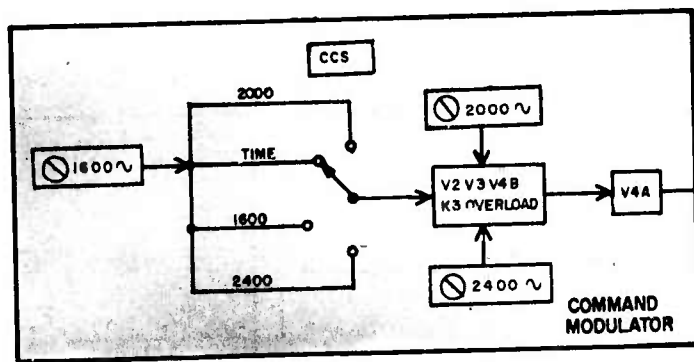 CCS
2000
2000 ~
1600 ~
TIME
V2 V3 V4B
K3 OVERLOAD
V4A
1600
2400
2400 ~
COMMAND
MODULATOR